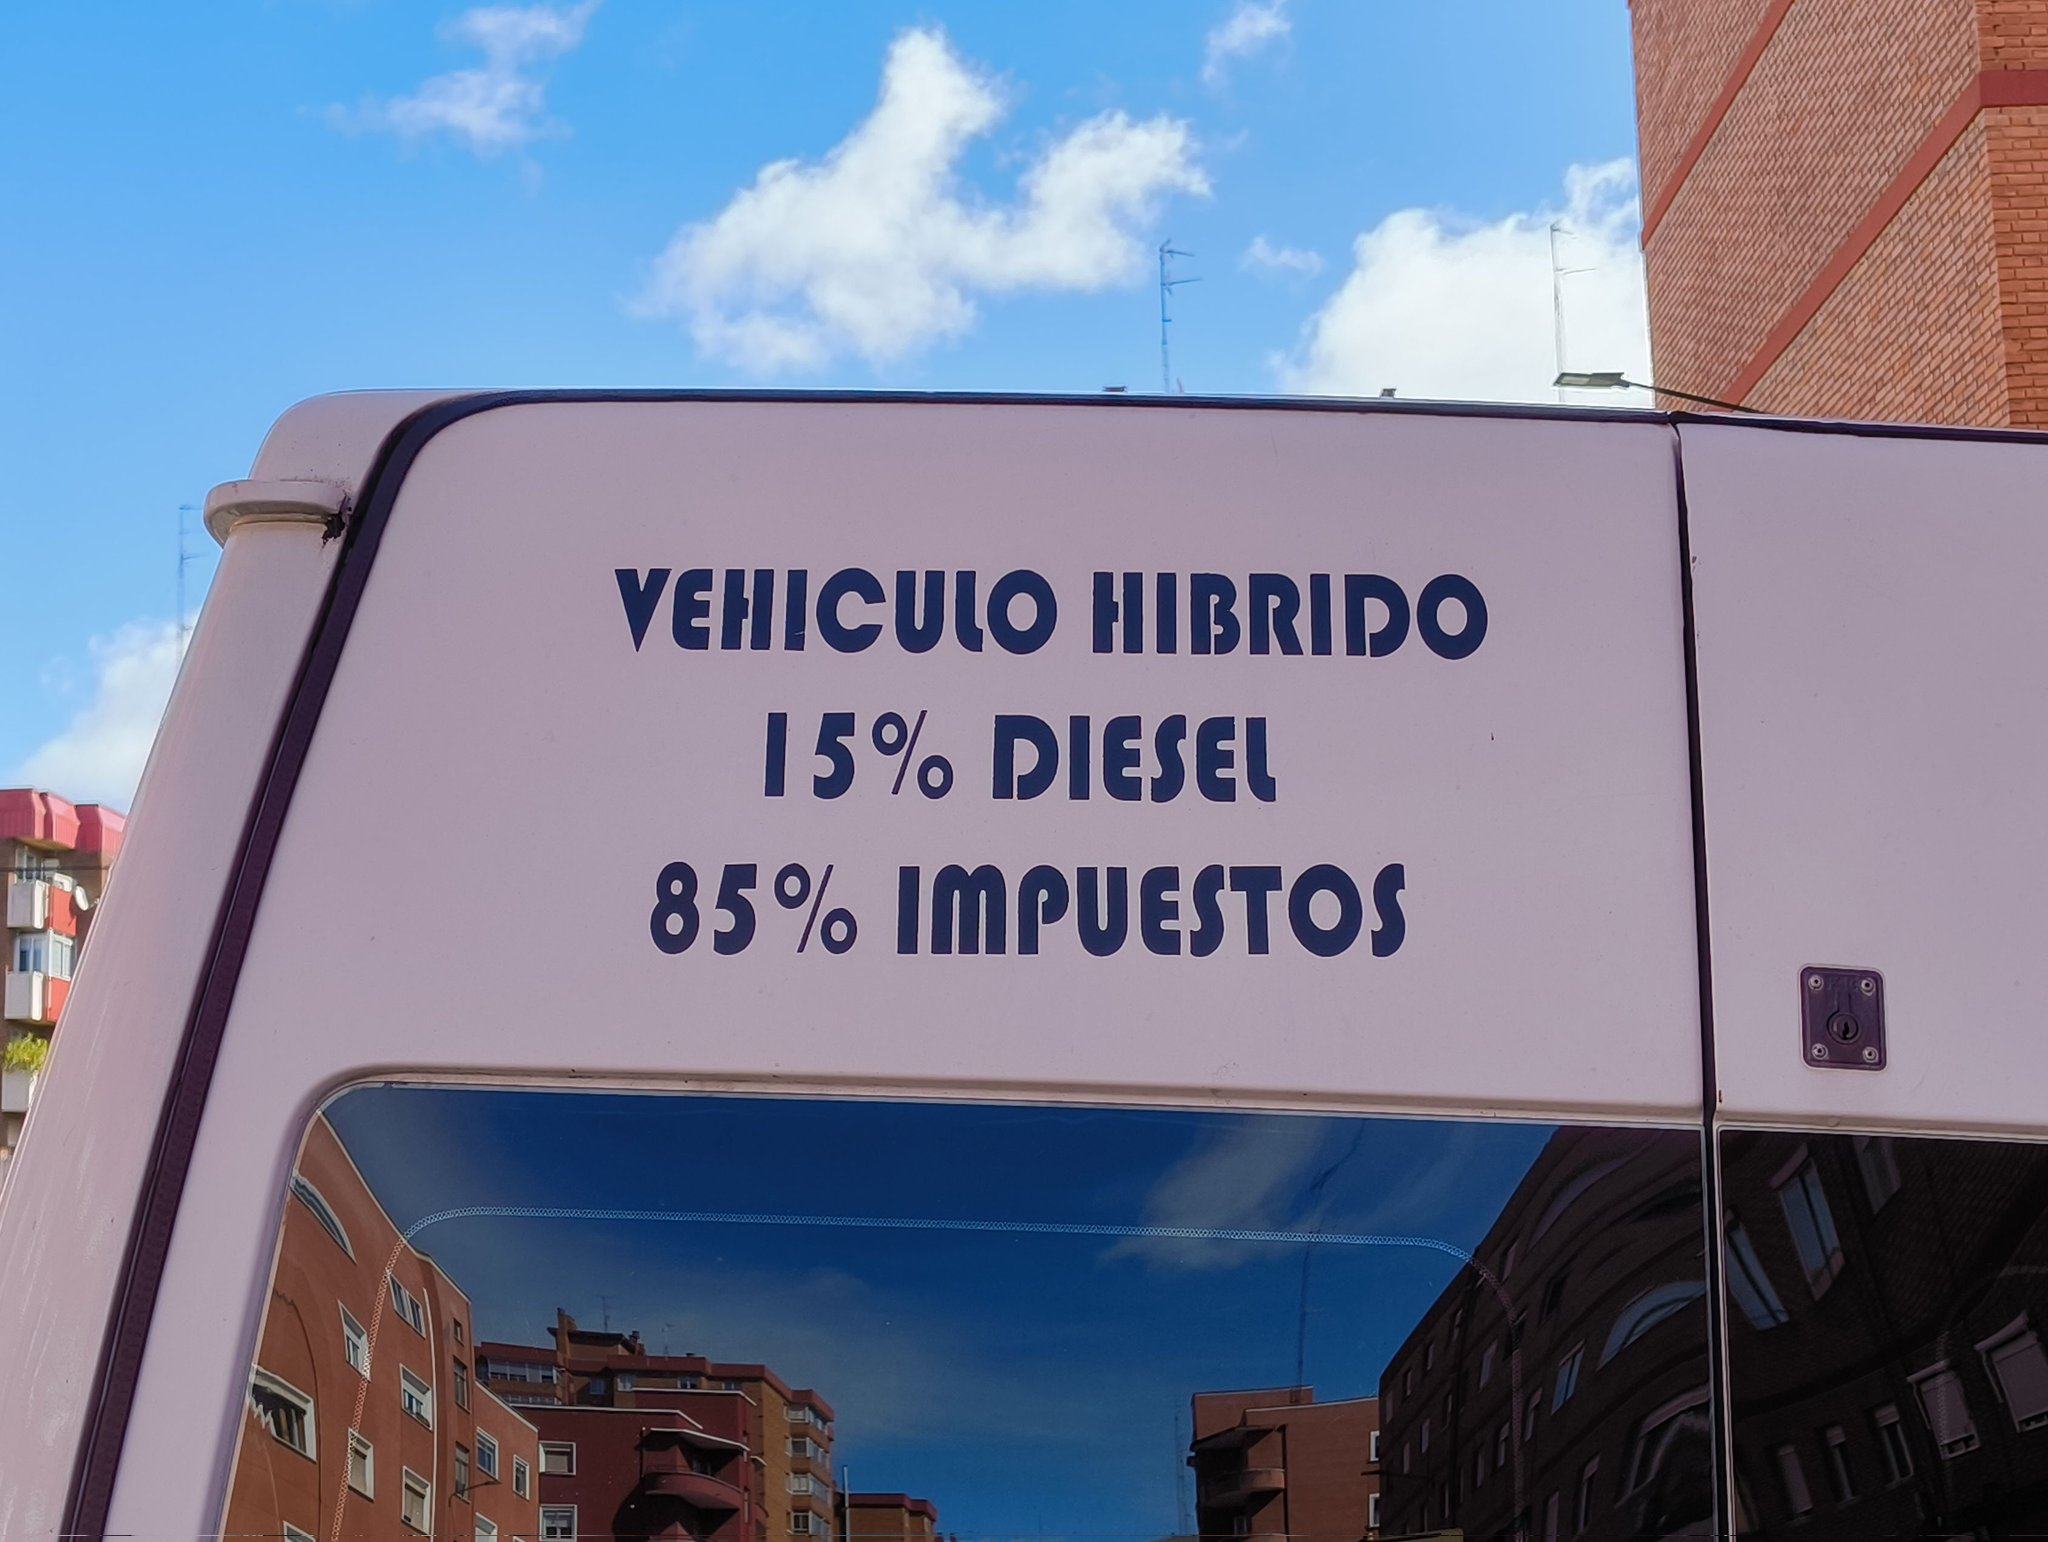 VEHICULO HIBRIDO
15% DIESEL
85% IMPUESTOS